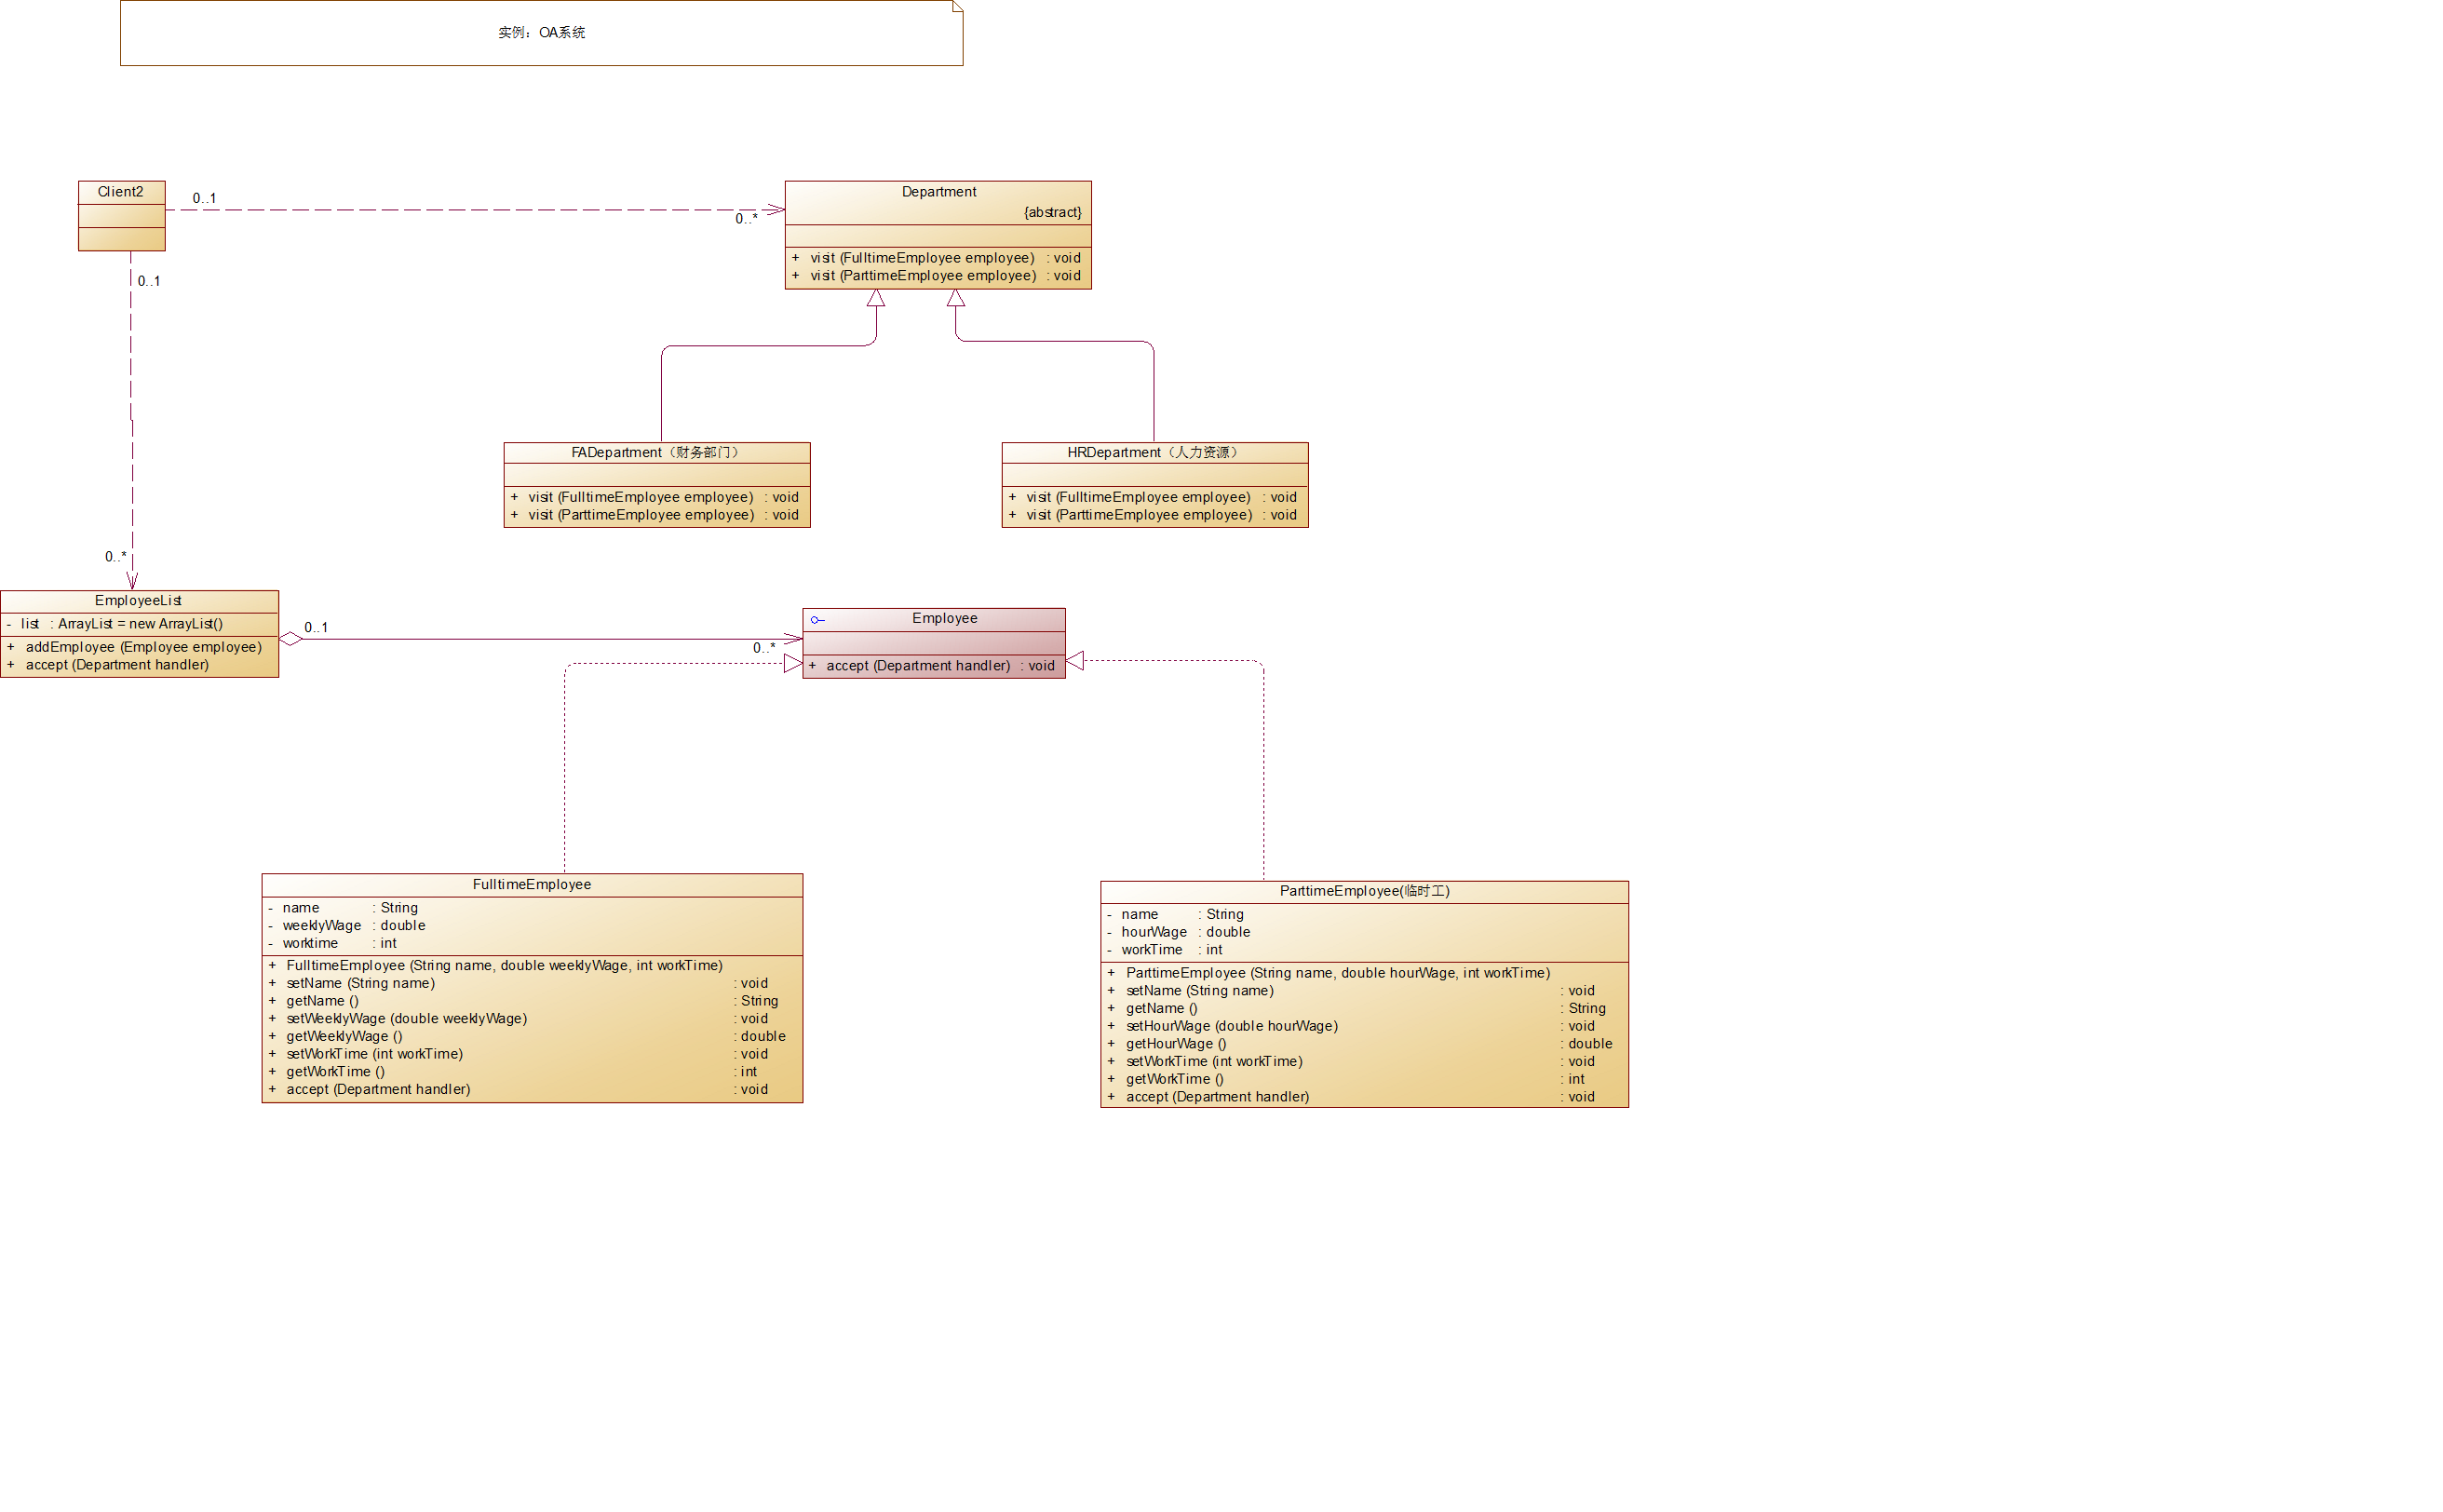 实例：OA系统
Client2
0..1
0..*
Department
{abstract}
+ visit (FulltimeEmployee employee) : void
+ visit (ParttimeEmployee employee) : void
0..1
FADepartment（财务部门）
+ visit (FulltimeEmployee employee) : void
+ visit (ParttimeEmployee employee) : void
HRDepartment（人力资源）
+ visit (FulltimeEmployee employee) : void
+ visit (ParttimeEmployee employee) : void
0..*
EmployeeList
- list : ArrayList = new ArrayList()
+ addEmployee (Employee employee)
+ accept (Department handler)
0..1
0..*
Employee
+ accept (Department handler) : void
FulltimeEmployee
- name : String
- weeklyWage : double
- worktime : int
+ FulltimeEmployee (String name, double weeklyWage, int workTime)
+ setName (String name) : void
+ getName () : String
+ setWeeklyWage (double weeklyWage) : void
+ getWeeklyWage () : double
+ setWorkTime (int workTime) : void
+ getWorkTime () : int
+ accept (Department handler) : void
ParttimeEmployee(临时工)
- name : String
- hourWage : double
- workTime : int
+ ParttimeEmployee (String name, double hourWage, int workTime)
+ setName (String name) : void
+ getName () : String
+ setHourWage (double hourWage) : void
+ getHourWage () : double
+ setWorkTime (int workTime) : void
+ getWorkTime () : int
+ accept (Department handler) : void